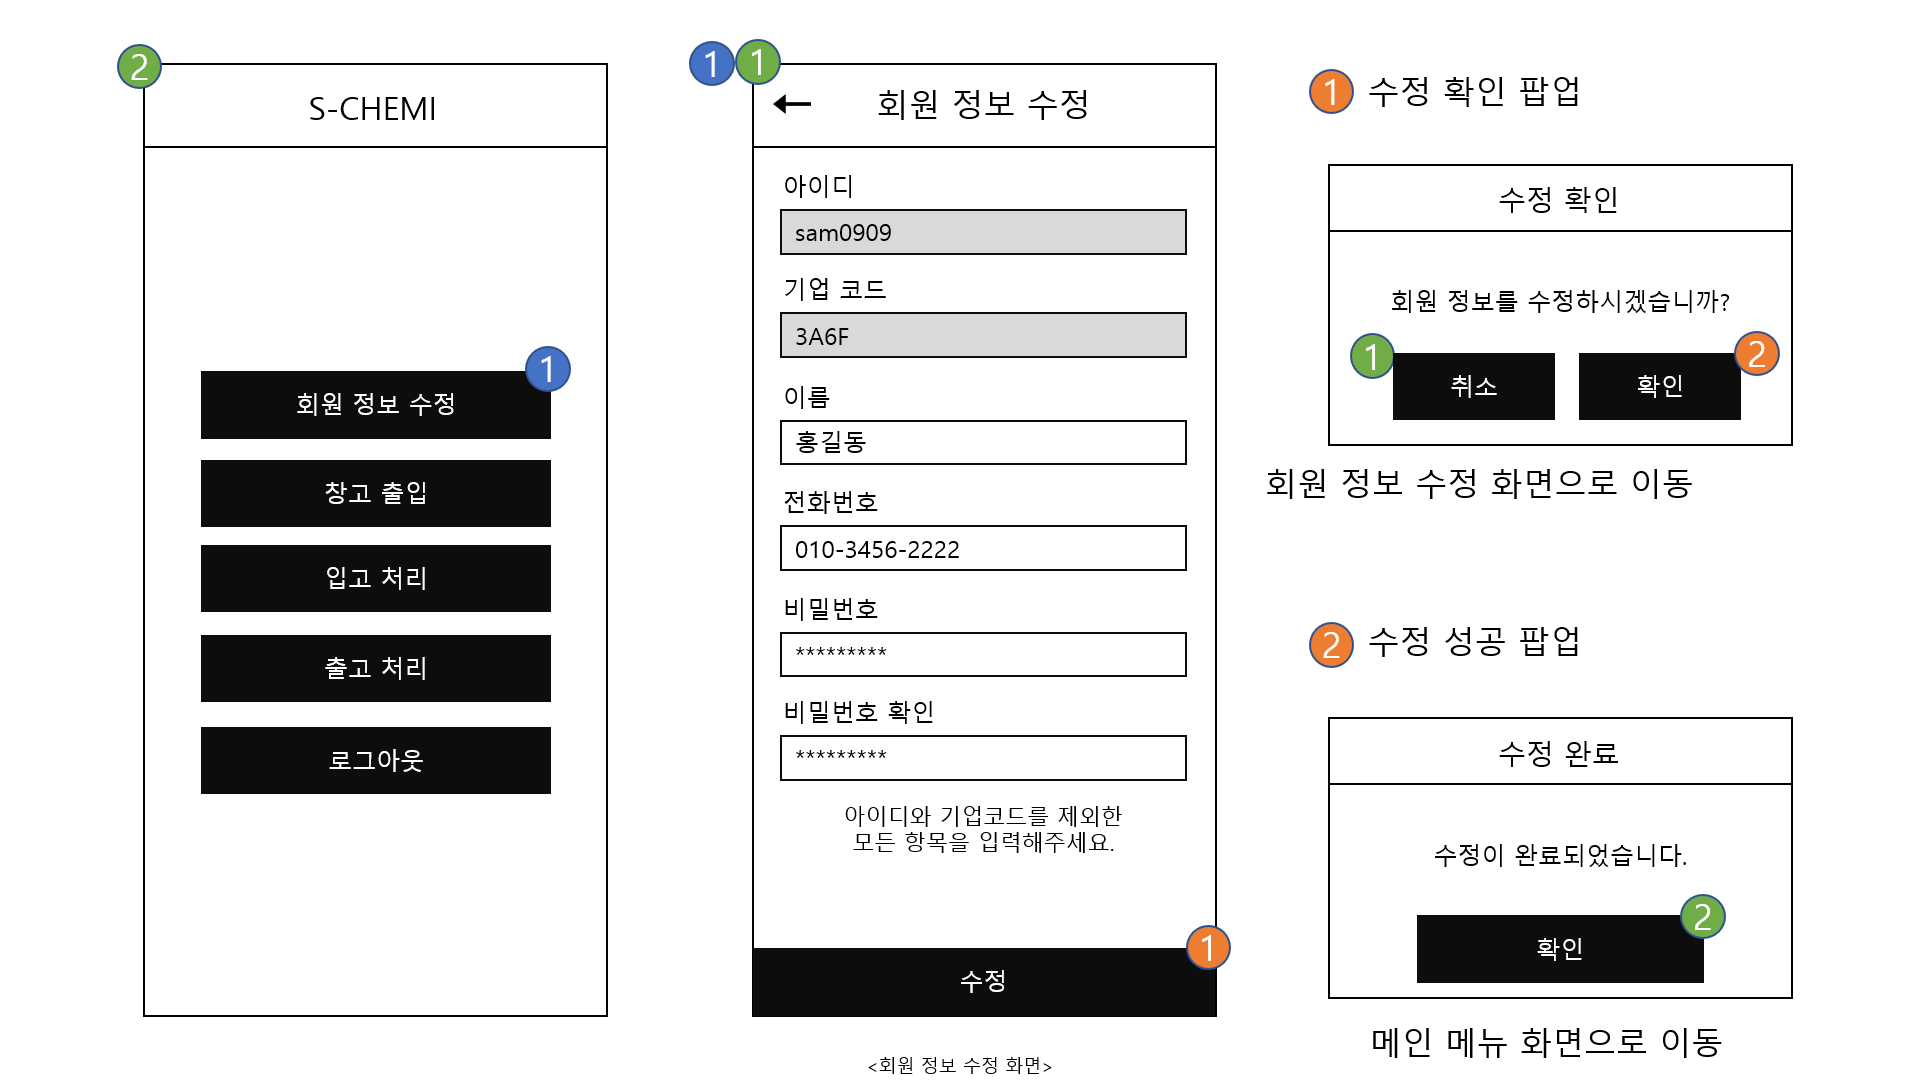 2
S-CHEMI
1
회원 정보 수정
창고 출입
입고 처리
출고 처리
로그아웃
1 1
회원 정보 수정
아이디
sam0909
기업 코드
3A6F
이름
홍길동
전화번호
010-3456-2222
비밀번호
*********
비밀번호 확인
*********
아이디와 기업코드를 제외한
모든 항목을 입력해주세요.
1
수정
<회원 정보 수정 화면>
1 수정 확인 팝업
수정 확인
회원 정보를 수정하시겠습니까?
1 2
취소 확인
회원 정보 수정 화면으로 이동
2 수정 성공 팝업
수정 완료
수정이 완료되었습니다.
2
확인
메인 메뉴 화면으로 이동